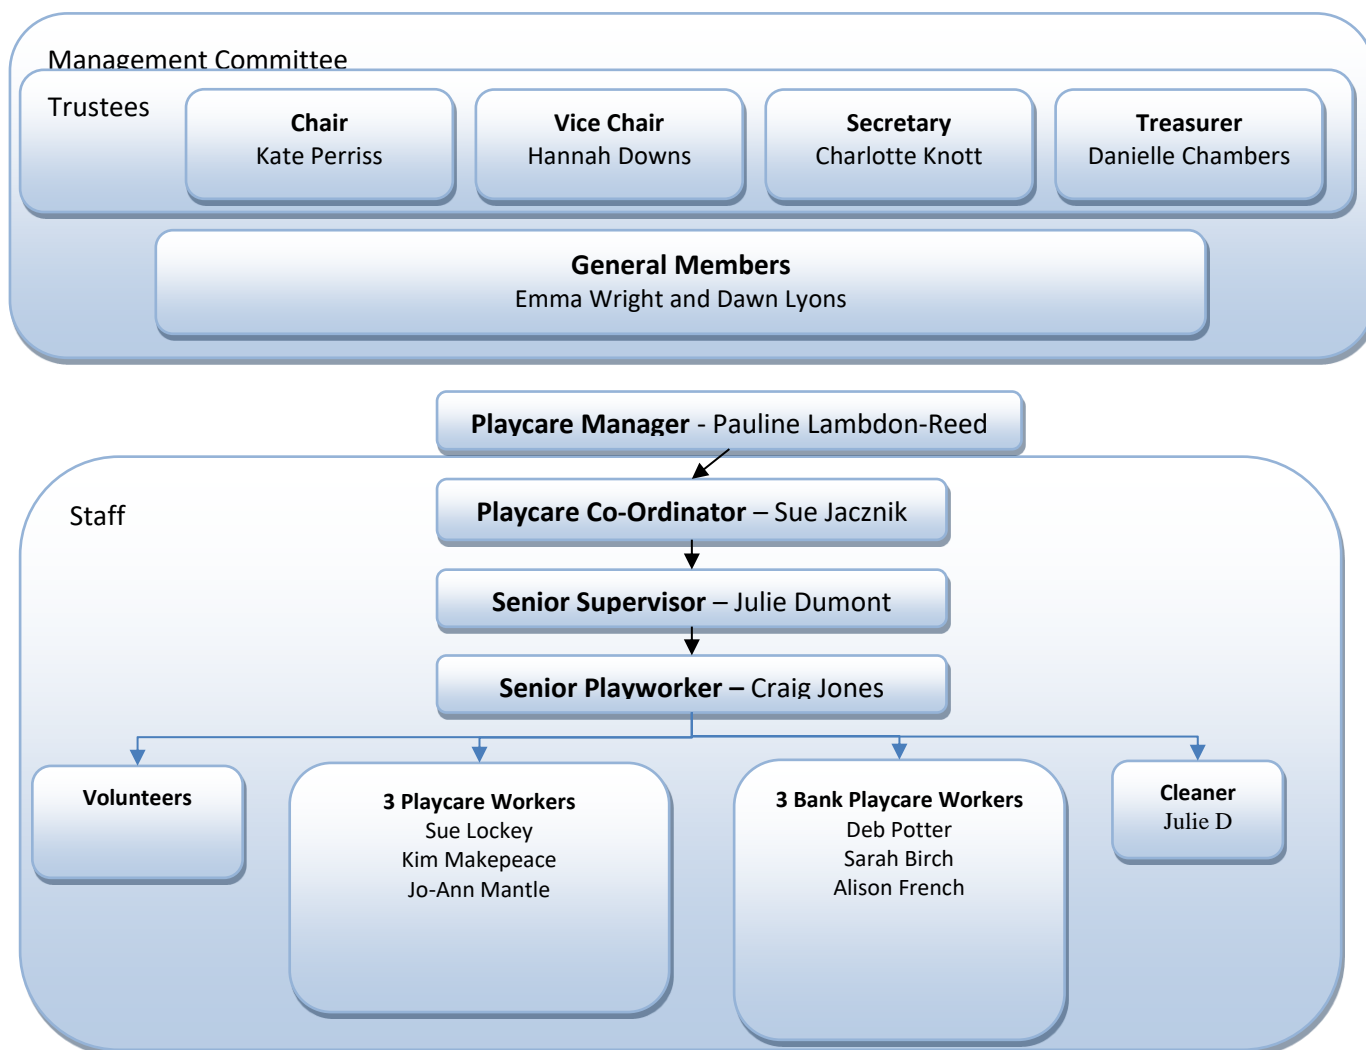 Management Committee
Trustees
Chair
Kate Perriss
Vice Chair
Hannah Downs
Secretary
Charlotte Knott
Treasurer
Danielle Chambers
General Members
Emma Wright and Dawn Lyons
Playcare Manager - Pauline Lambdon-Reed
Staff
Playcare Co-Ordinator – Sue Jacznik
Senior Supervisor – Julie Dumont
Senior Playworker – Craig Jones
Volunteers
3 Playcare Workers
Sue Lockey
Kim Makepeace
Jo-Ann Mantle
3 Bank Playcare Workers
Deb Potter
Sarah Birch
Alison French
Cleaner
Julie D